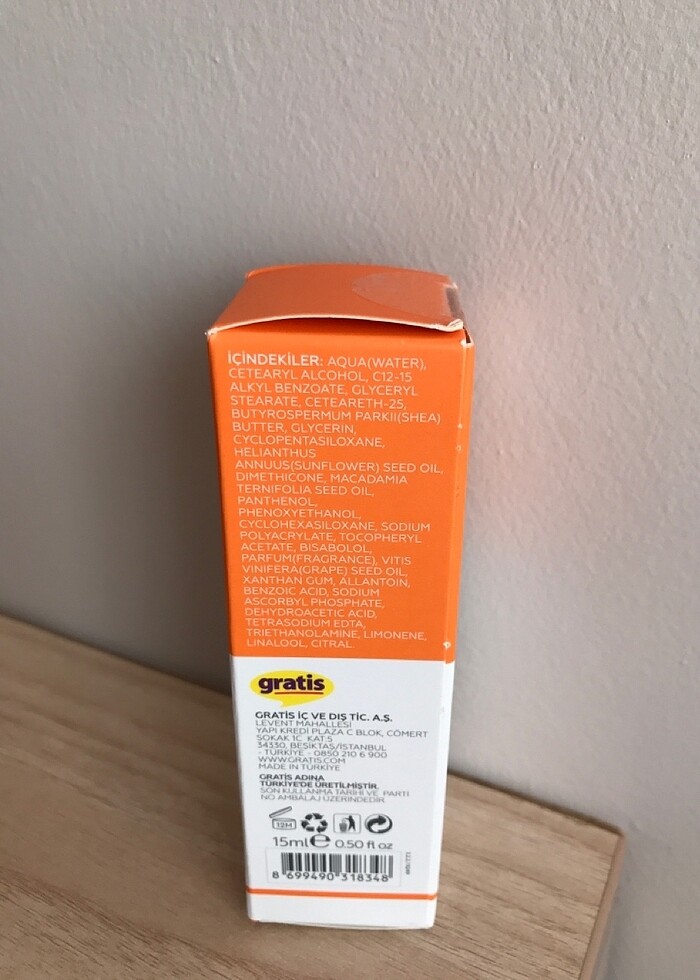 İÇİNDEKİLER: AQUA(WATER),
CETEARYL ALCOHOL, C12-15
ALKYL BENZOATE, GLYCERYL
STEARATE, CETEARETH-25,
BUTYROSPERMUM PARKII(SHEA)
BUTTER, GLYCERIN,
CYCLOPENTASILOXANE,
HELIANTHUS
ANNUUS(SUNFLOWER) SEED OIL,
DIMETHICONE, MACADAMIA
TERNIFOLIA SEED OIL,
PANTHENOL,
PHENOXYETHANOL,
CYCLOHEXASILOXANE, SODIUM
POLYACRYLATE, TOCOPHERYL
ACETATE, BISABOLOL,
PARFUM(FRAGRANCE), VITIS
VINIFERA(GRAPE) SEED OIL,
XANTHAN GUM, ALLANTOIN,
BENZOIC ACID, SODIUM
ASCORBYL PHOSPHATE,
DEHYDROACETIC ACID,
TETRASODIUM EDTA,
TRIETHANOLAMINE, LIMONENE,
LINALOOL, CITRAL.
gratis
GRATİS İÇ VE DIŞ TİC. A.Ş.
LEVENT MAHALLESİ
YAPI KREDİ PLAZA C BLOK, CÖMERT
SOKAK 1C KAT:5
34330, BEŞİKTAŞ/İSTANBUL
- TÜRKİYE - 0850 210 6 900
WWW.GRATIS.COM
MADE IN TÜRKİYE
GRATİS ADINA
TÜRKİYE'DE ÜRETİLMİŞTİR.
SON KULLANMA TARİHİ VE PARTİ
NO AMBALAJ ÜZERİNDEDİR.
12M
15ml e 0.50 fl oz
8 699490 318348